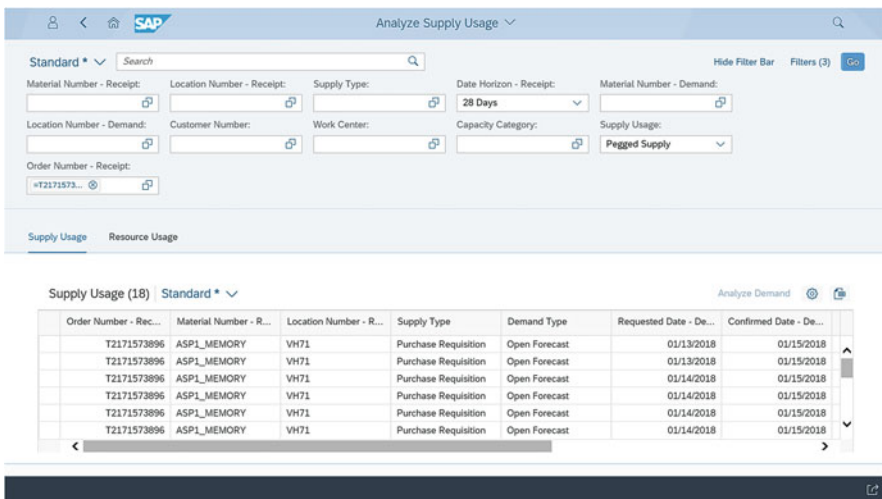 SAP Analyze Supply Usage
Standard * Search Hide Filter Bar Filters (3) Go
Material Number - Receipt: Location Number - Receipt: Supply Type: Date Horizon - Receipt: Material Number - Demand:
28 Days
Location Number - Demand: Customer Number: Work Center: Capacity Category: Supply Usage:
Pegged Supply
Order Number - Receipt:
=T2171573...
Supply Usage Resource Usage
Supply Usage (18) Standard * Analyze Demand
Order Number - Rec... Material Number - R... Location Number - R... Supply Type Demand Type Requested Date - De... Confirmed Date - De...
T2171573896 ASP1_MEMORY VH71 Purchase Requisition Open Forecast 01/13/2018 01/15/2018
T2171573896 ASP1_MEMORY VH71 Purchase Requisition Open Forecast 01/13/2018 01/15/2018
T2171573896 ASP1_MEMORY VH71 Purchase Requisition Open Forecast 01/14/2018 01/15/2018
T2171573896 ASP1_MEMORY VH71 Purchase Requisition Open Forecast 01/14/2018 01/15/2018
T2171573896 ASP1_MEMORY VH71 Purchase Requisition Open Forecast 01/14/2018 01/15/2018
T2171573896 ASP1_MEMORY VH71 Purchase Requisition Open Forecast 01/14/2018 01/15/2018